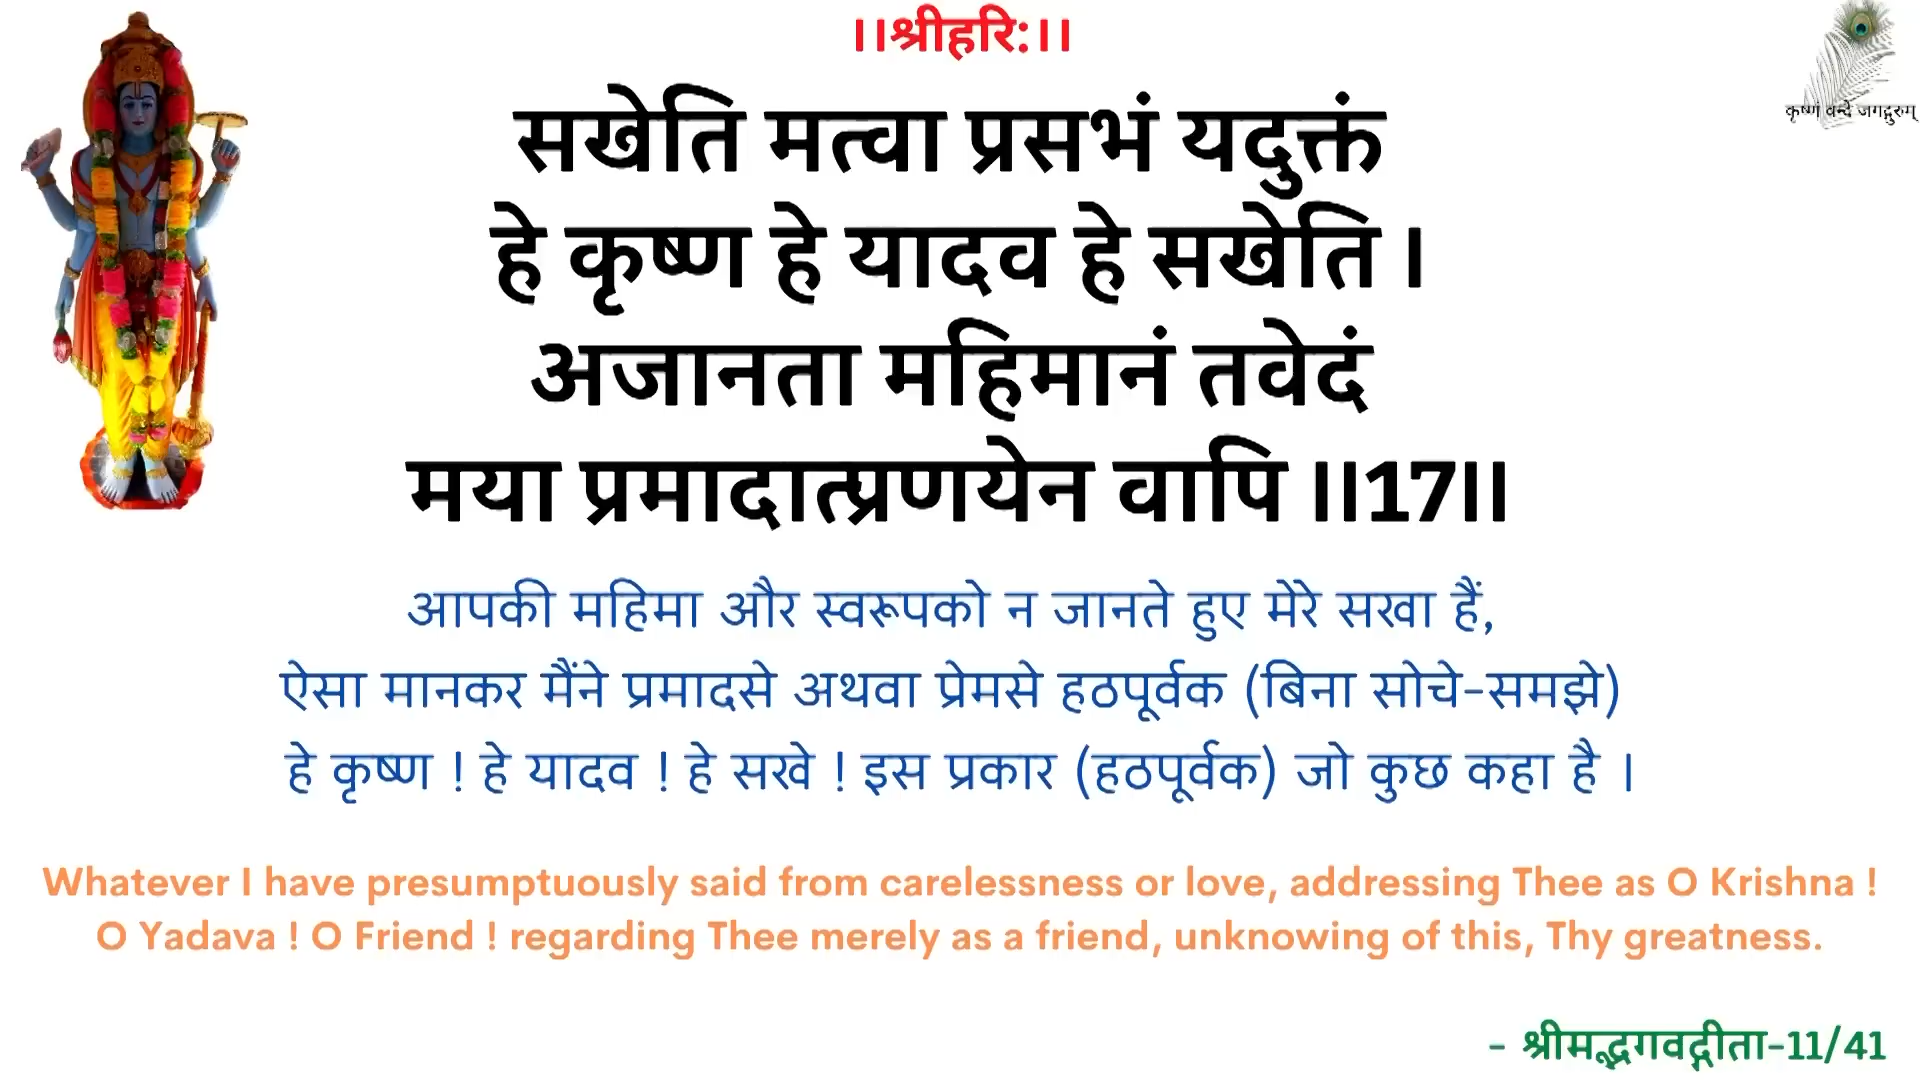 ।।श्रीहरि:।।
कृष्णं वन्दे जगद्गुरुम्
सखेति मत्वा प्रसभं यदुक्तं
हे कृष्ण हे यादव हे सखेति ।
अजानता महिमानं तवेदं
मया प्रमादात्प्रणयेन वापि ।।17।।
आपकी महिमा और स्वरूपको न जानते हुए मेरे सखा हैं,
ऐसा मानकर मैंने प्रमादसे अथवा प्रेमसे हठपूर्वक (बिना सोचे-समझे)
हे कृष्ण ! हे यादव ! हे सखे ! इस प्रकार (हठपूर्वक) जो कुछ कहा है ।
Whatever I have presumptuously said from carelessness or love, addressing Thee as O Krishna !
O Yadava ! O Friend ! regarding Thee merely as a friend, unknowing of this, Thy greatness.
- श्रीमद्भगवद्गीता-11/41